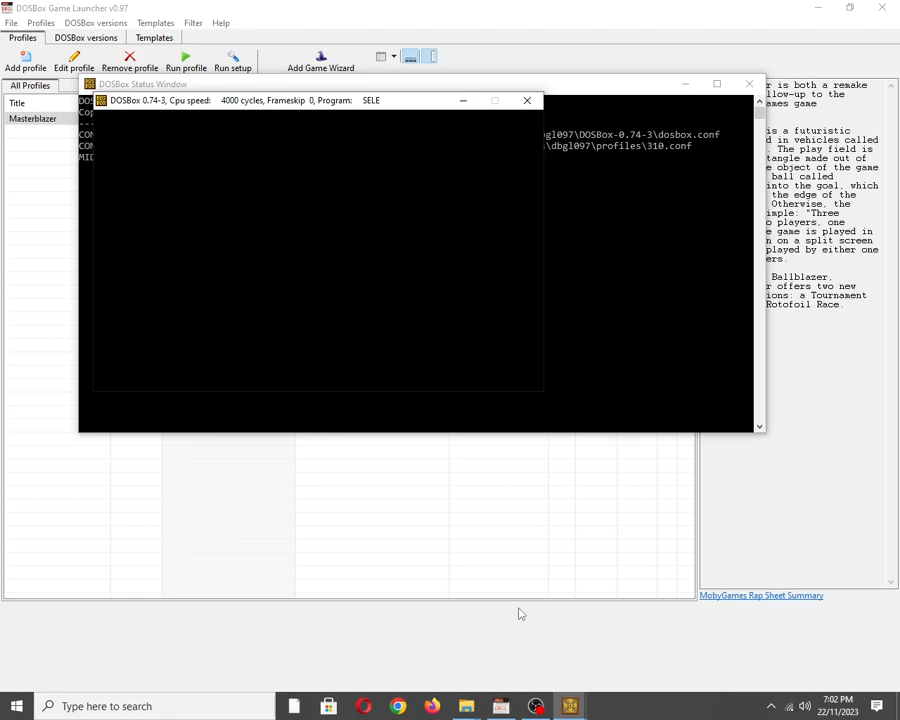 DOSBox Game Launcher v0.97
File Profiles DOSBox versions Templates Filter Help
Profiles DOSBox versions Templates
Add profile Edit profile Remove profile Run profile Run setup Add Game Wizard
All Profiles
Title
Masterblazer
DOSBox Status Window
DOSBox 0.74-3, Cpu speed: 4000 cycles, Frameskip 0, Program: SELE
DOS
Cop
---
CON
CON
MID
bgl097\DOSBox-0.74-3\dosbox.conf
s\dbgl097\profiles\310.conf
r is both a remake
llow-up to the
games game
is a futuristic
d in vehicles called
. The play field is
tangle made out of
e object of the game
ball called
into the goal, which
the edge of the
Otherwise, the
imple: "Three
o players, one
e game is played in
n on a split screen
played by either one
ers.
Ballblazer,
r offers two new
ions: a Tournament
Rotofoil Race.
MobyGames Rap Sheet Summary
Type here to search
7:02 PM
22/11/2023